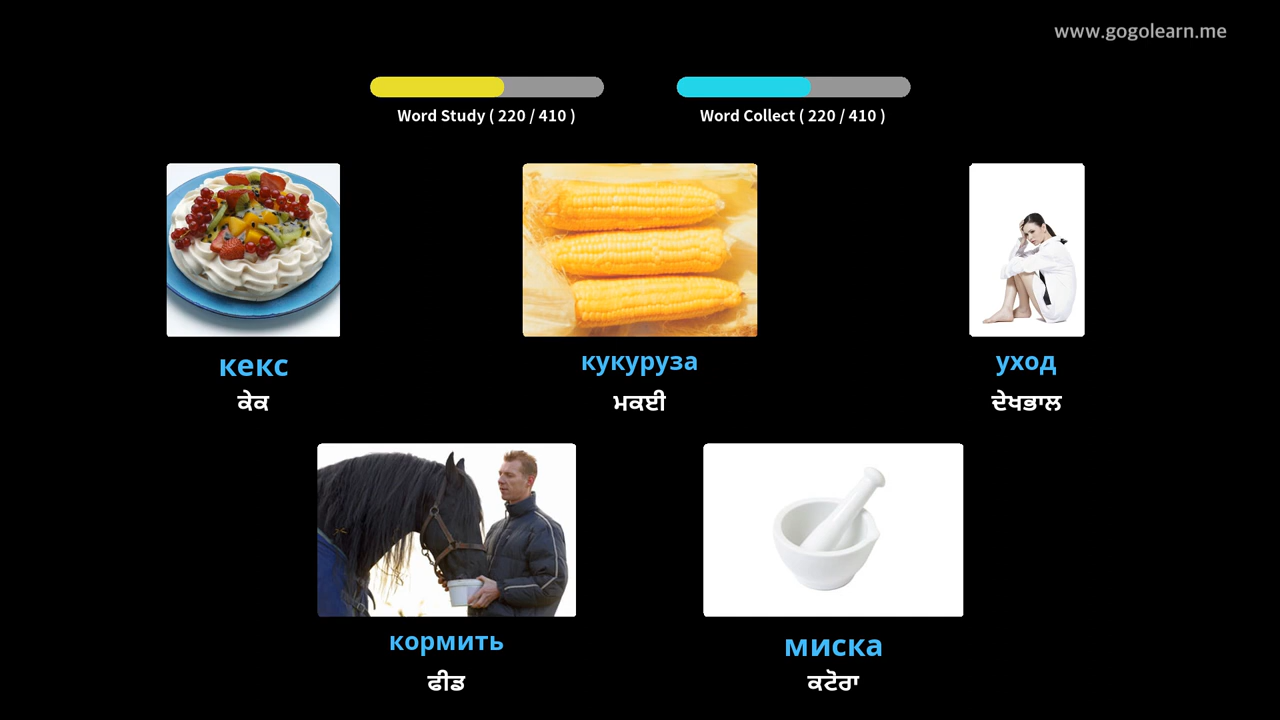 www.gogolearn.me
Word Study ( 220 / 410 )
Word Collect ( 220 / 410 )
кекс
ਕੇਕ
кукуруза
ਮਕਈ
уход
ਦੇਖਭਾਲ
кормить
ਫੀਡ
миска
ਕਟੋਰਾ